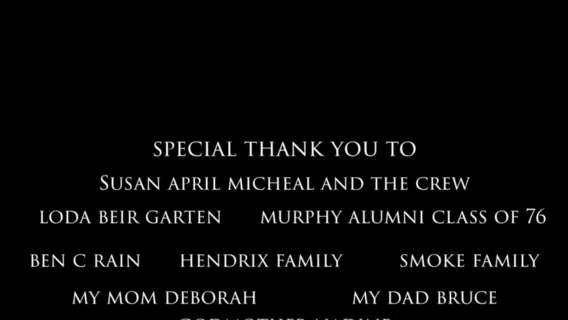 SPECIAL THANK YOU TO
SUSAN APRIL MICHEAL AND THE CREW
LODA BEIR GARTEN MURPHY ALUMNI CLASS OF 76
BEN C RAIN HENDRIX FAMILY SMOKE FAMILY
MY MOM DEBORAH MY DAD BRUCE